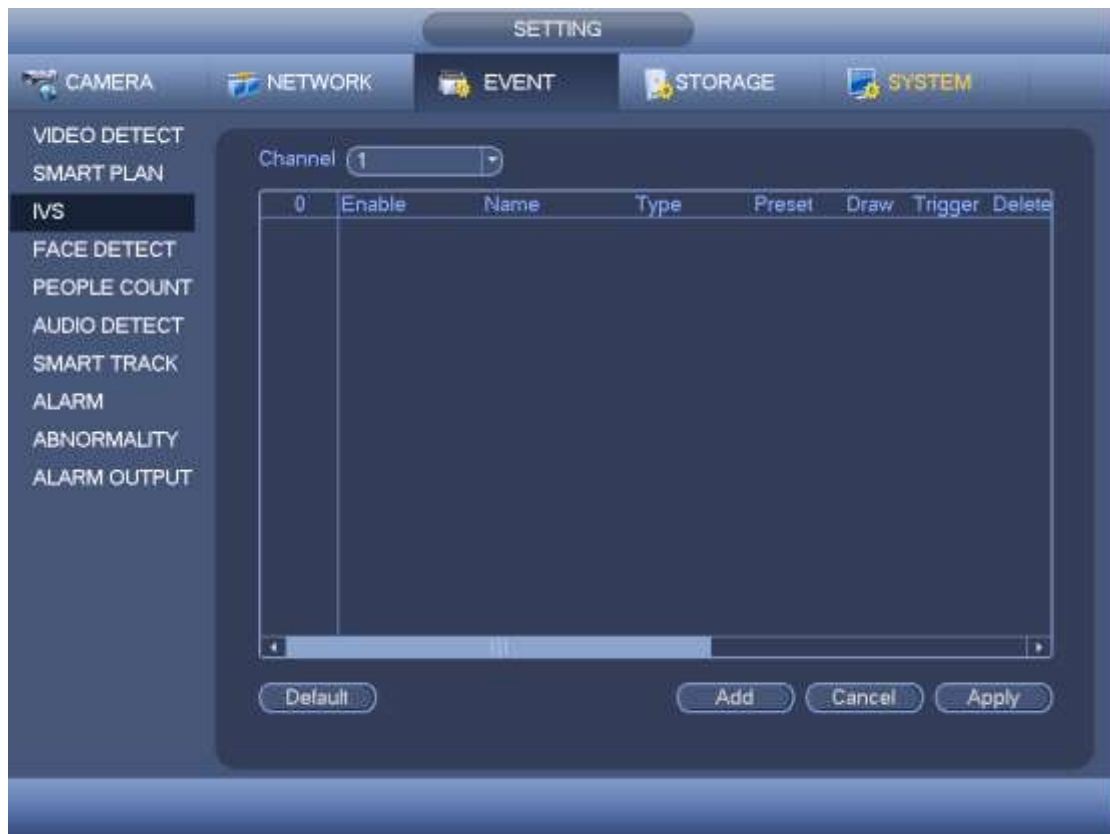 SETTING
CAMERA NETWORK EVENT STORAGE SYSTEM
VIDEO DETECT
SMART PLAN
IVS
FACE DETECT
PEOPLE COUNT
AUDIO DETECT
SMART TRACK
ALARM
ABNORMALITY
ALARM OUTPUT
Channel 1
0 Enable Name Type Preset Draw Trigger Delete
Default Add Cancel Apply